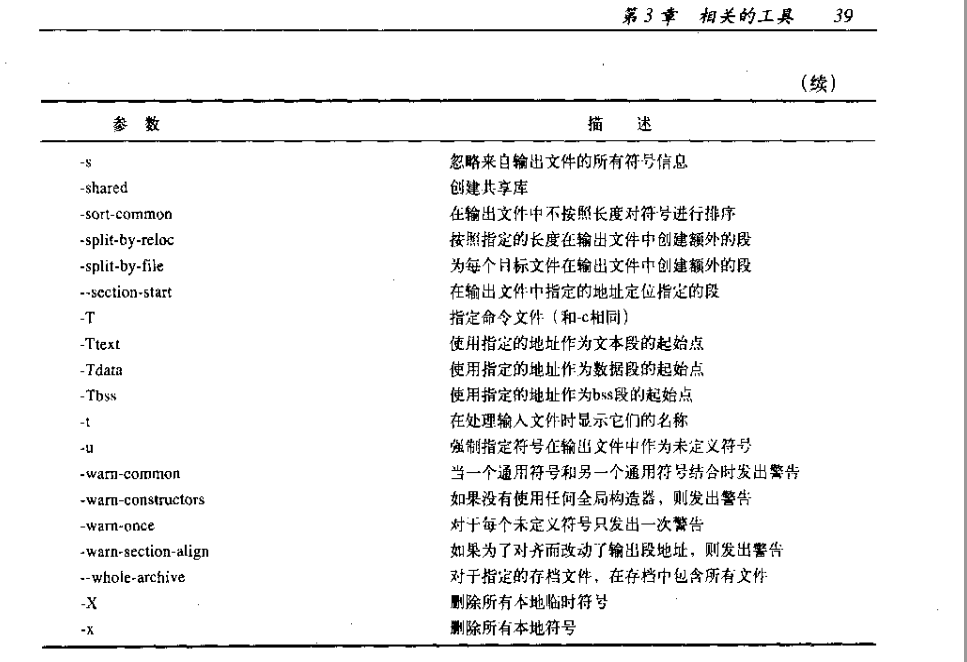 第3章 相关的工具 39
(续)
参 数 描 述
-s 忽略来自输出文件的所有符号信息
-shared 创建共享库
-sort-common 在输出文件中不按照长度对符号进行排序
-split-by-reloc 按照指定的长度在输出文件中创建额外的段
-split-by-file 为每个目标文件在输出文件中创建额外的段
--section-start 在输出文件中指定的地址定位指定的段
-T 指定命令文件（和-c相同）
-Ttext 使用指定的地址作为文本段的起始点
-Tdata 使用指定的地址作为数据段的起始点
-Tbss 使用指定的地址作为bss段的起始点
-t 在处理输入文件时显示它们的名称
-u 强制指定符号在输出文件中作为未定义符号
-warn-common 当一个通用符号和另一个通用符号结合时发出警告
-warn-constructors 如果没有使用任何全局构造器，则发出警告
-warn-once 对于每个未定义符号只发出一次警告
-warn-section-align 如果为了对齐而改动了输出段地址，则发出警告
--whole-archive 对于指定的存档文件，在存档中包含所有文件
-X 删除所有本地临时符号
-x 删除所有本地符号